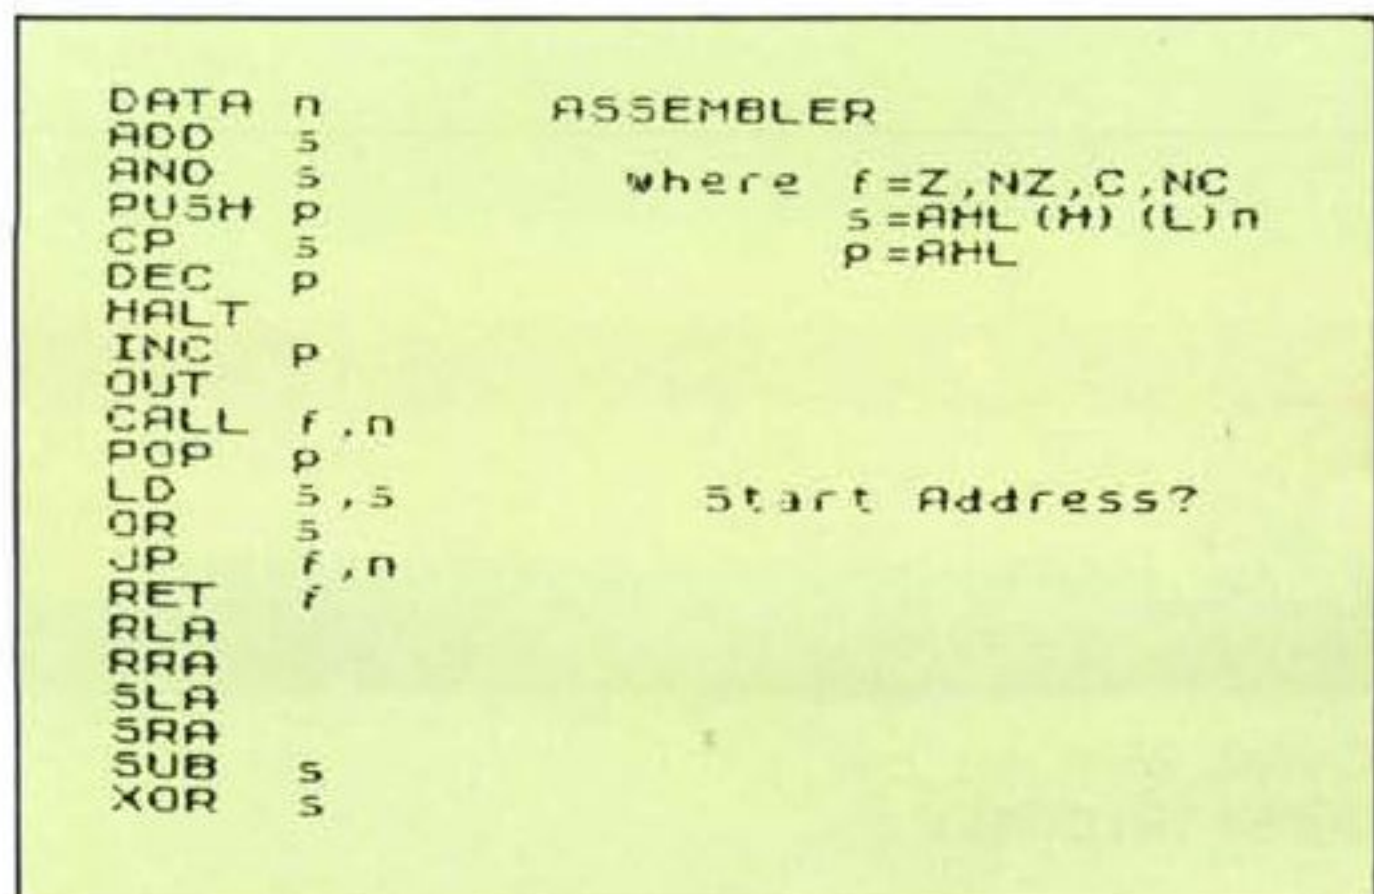 DATA n
ADD s
AND s
PUSH p
CP s
DEC p
HALT
INC p
OUT
CALL f,n
POP p
LD s,s
OR s
JP f,n
RET f
RLA
RRA
SLA
SRA
SUB s
XOR s
ASSEMBLER
where f=Z,NZ,C,NC
s=AHL(H)(L)n
p=AHL
Start Address?